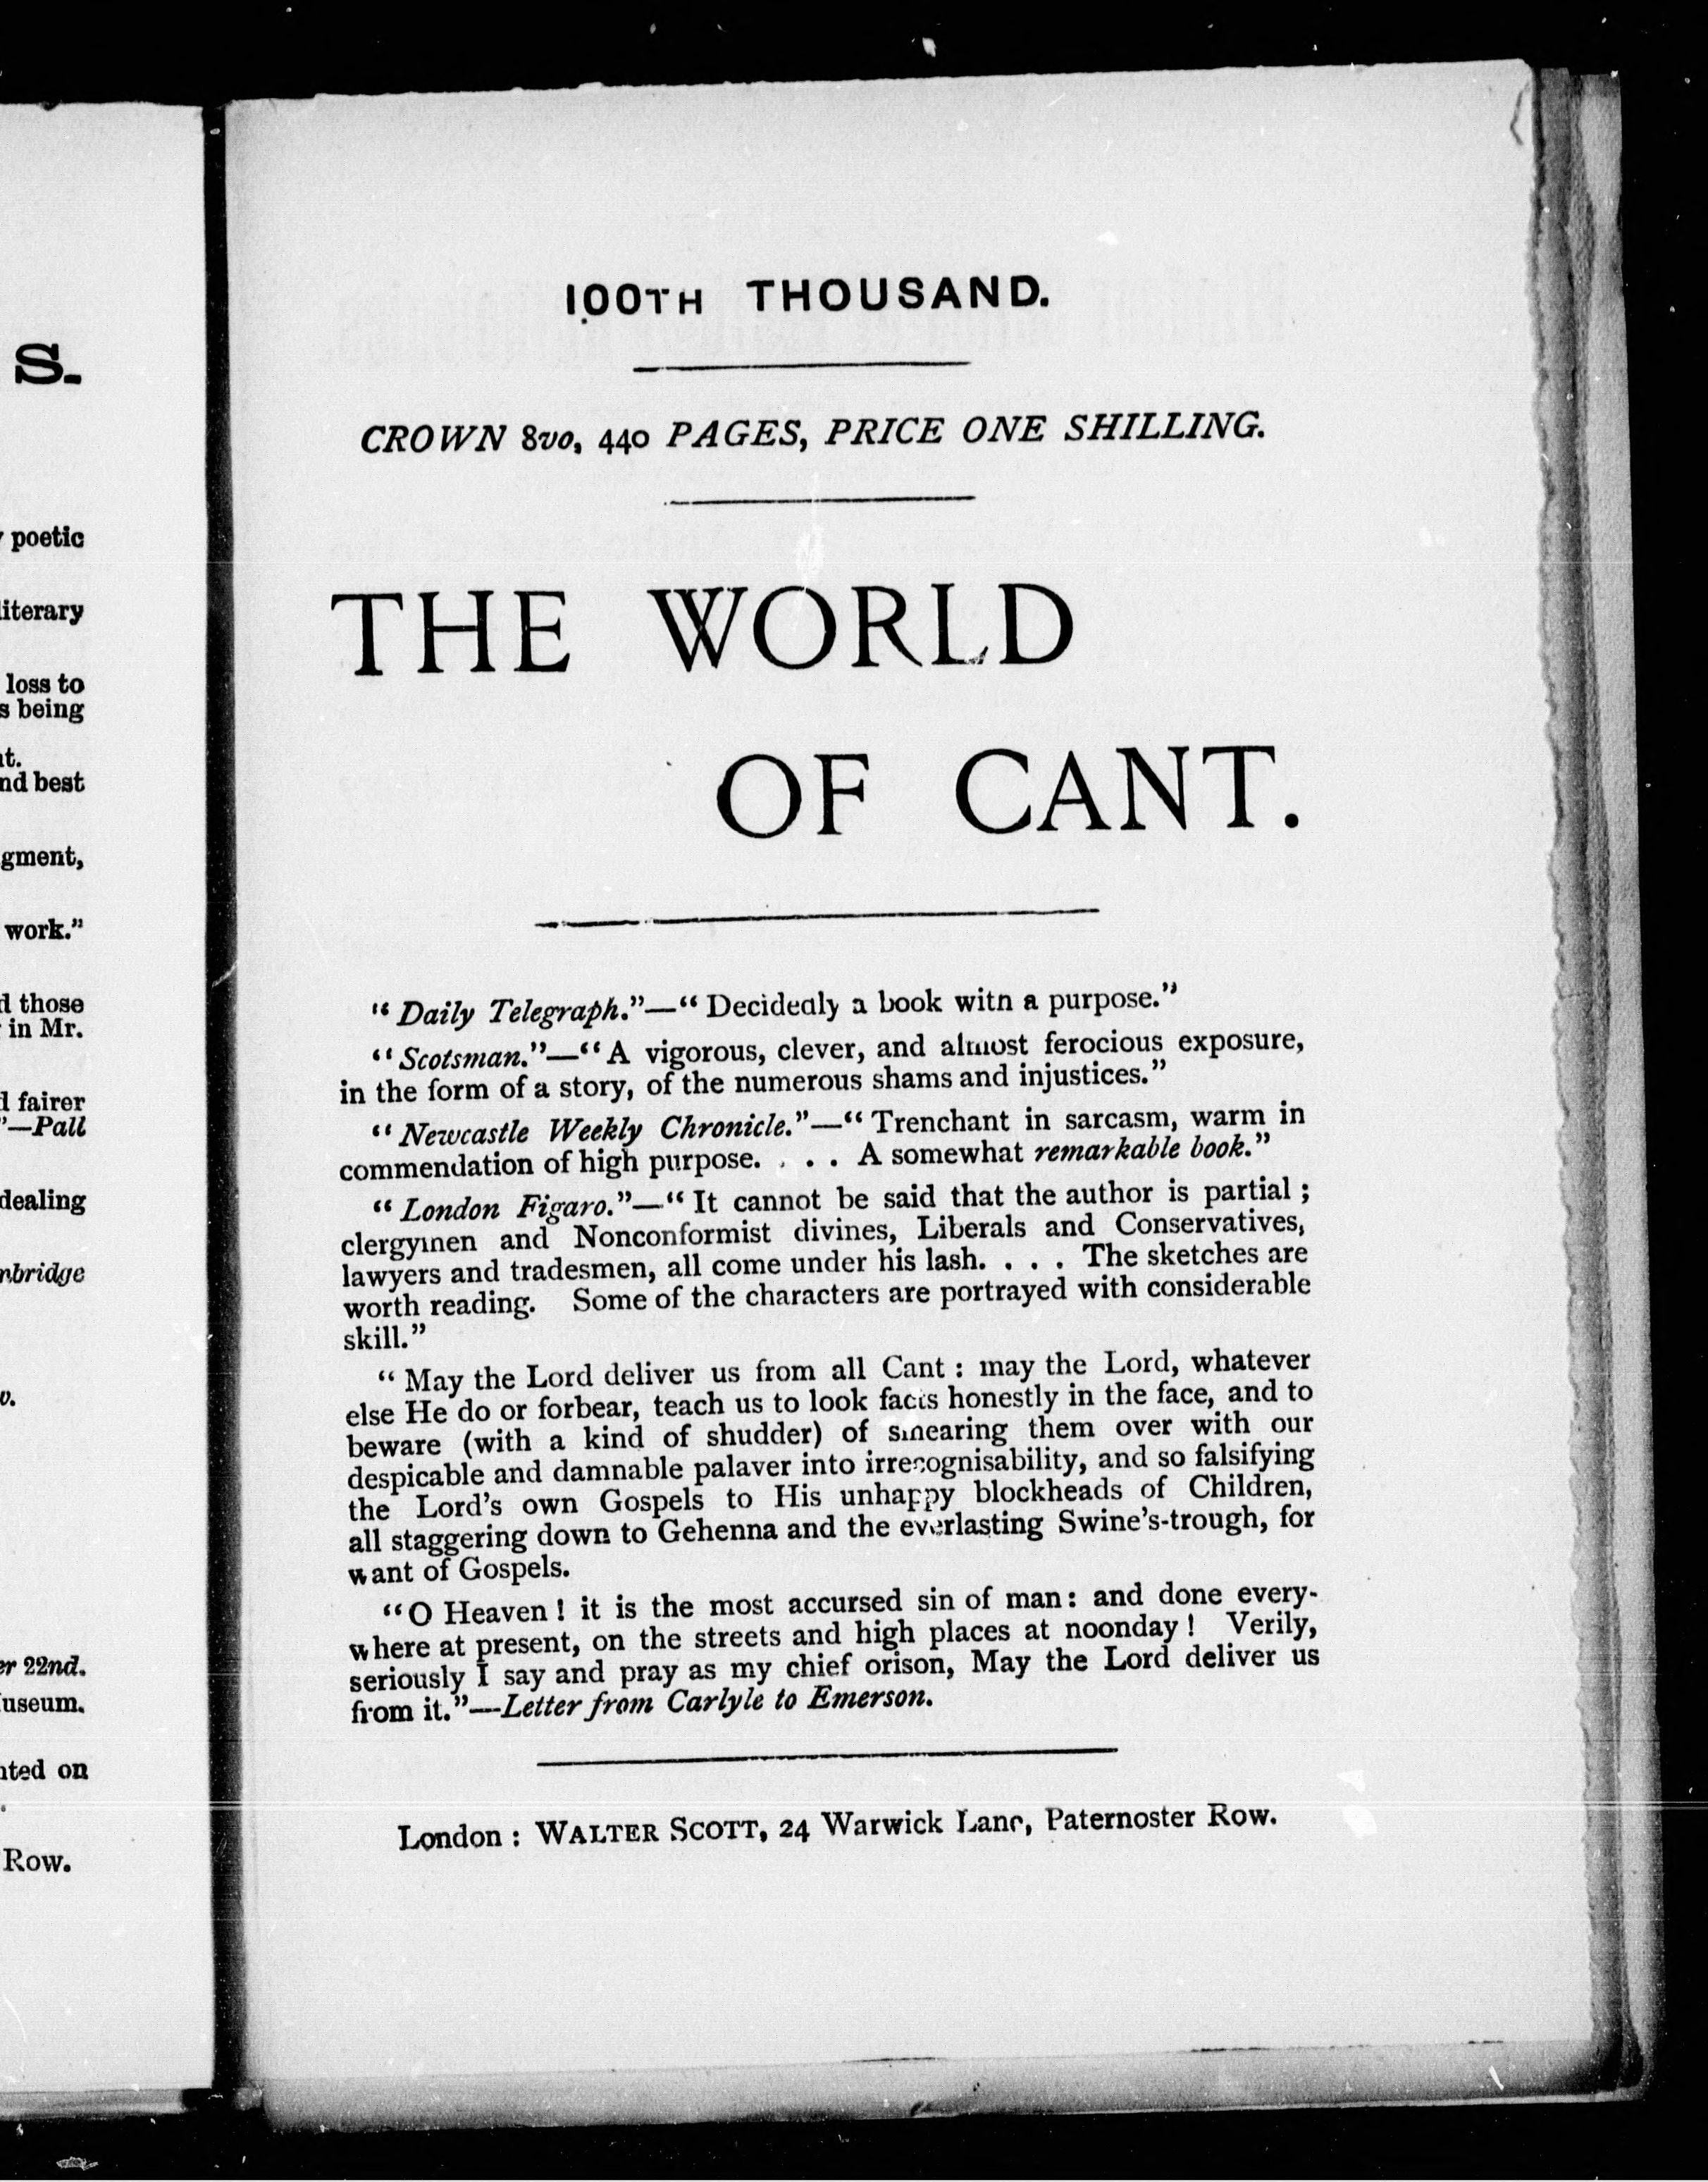 S.
poetic
literary
loss to
s being
nt.
nd best
gment,
work."
d those
in Mr.
d fairer
"—Pall
dealing
nbridge
v.
er 22nd.
useum.
nted on
Row.
100TH THOUSAND.
CROWN 8vo, 440 PAGES, PRICE ONE SHILLING.
THE WORLD
OF CANT.
"Daily Telegraph."—"Decidedly a book with a purpose."
"Scotsman."—"A vigorous, clever, and almost ferocious exposure,
in the form of a story, of the numerous shams and injustices."
"Newcastle Weekly Chronicle."—"Trenchant in sarcasm, warm in
commendation of high purpose. . . . A somewhat remarkable book."
"London Figaro."—"It cannot be said that the author is partial;
clergymen and Nonconformist divines, Liberals and Conservatives,
lawyers and tradesmen, all come under his lash. . . . The sketches are
worth reading. Some of the characters are portrayed with considerable
skill."
"May the Lord deliver us from all Cant: may the Lord, whatever
else He do or forbear, teach us to look facts honestly in the face, and to
beware (with a kind of shudder) of smearing them over with our
despicable and damnable palaver into irrecognisability, and so falsifying
the Lord's own Gospels to His unhappy blockheads of Children,
all staggering down to Gehenna and the everlasting Swine's-trough, for
want of Gospels.
"O Heaven! it is the most accursed sin of man: and done every-
where at present, on the streets and high places at noonday! Verily,
seriously I say and pray as my chief orison, May the Lord deliver us
from it."—Letter from Carlyle to Emerson.
London: WALTER SCOTT, 24 Warwick Lane, Paternoster Row.